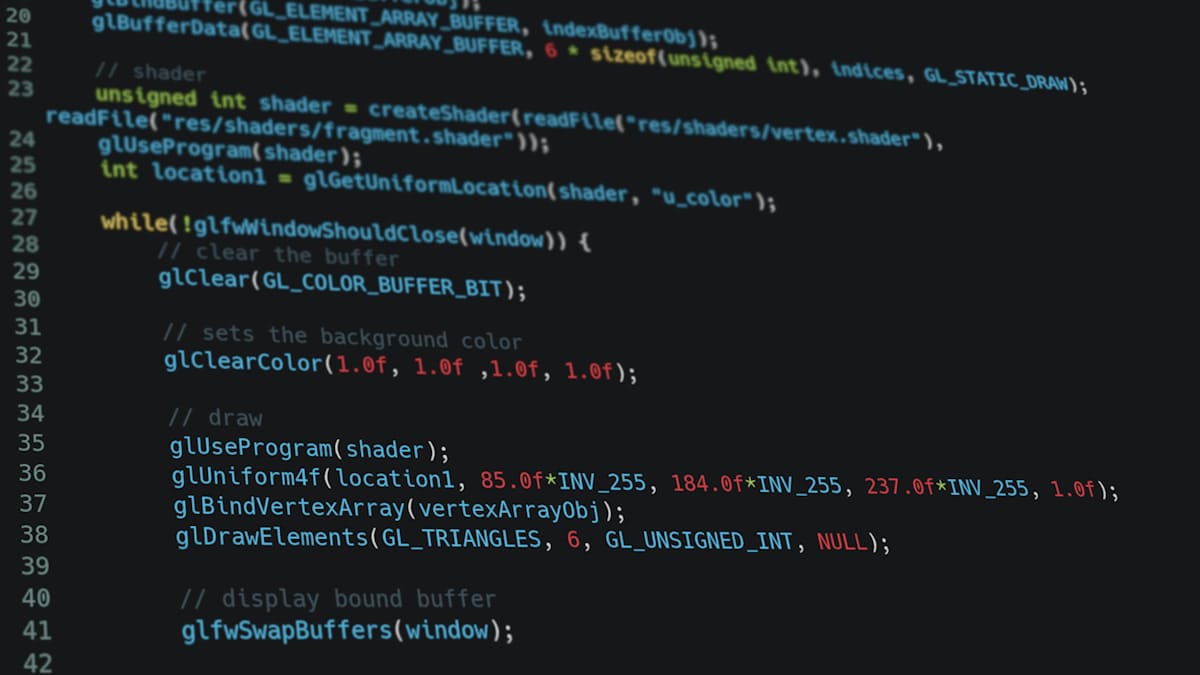 20 glBindBuffer(GL_ELEMENT_ARRAY_BUFFER, indexBufferObj);
21 glBufferData(GL_ELEMENT_ARRAY_BUFFER, 6 * sizeof(unsigned int), indices, GL_STATIC_DRAW);
22 // shader
23 unsigned int shader = createShader(readFile("res/shaders/vertex.shader"),
readFile("res/shaders/fragment.shader"));
24 glUseProgram(shader);
25 int location1 = glGetUniformLocation(shader, "u_color");
26
27 while(!glfwWindowShouldClose(window)) {
28 // clear the buffer
29 glClear(GL_COLOR_BUFFER_BIT);
30
31 // sets the background color
32 glClearColor(1.0f, 1.0f ,1.0f, 1.0f);
33
34 // draw
35 glUseProgram(shader);
36 glUniform4f(location1, 85.0f*INV_255, 184.0f*INV_255, 237.0f*INV_255, 1.0f);
37 glBindVertexArray(vertexArrayObj);
38 glDrawElements(GL_TRIANGLES, 6, GL_UNSIGNED_INT, NULL);
39
40 // display bound buffer
41 glfwSwapBuffers(window);
42